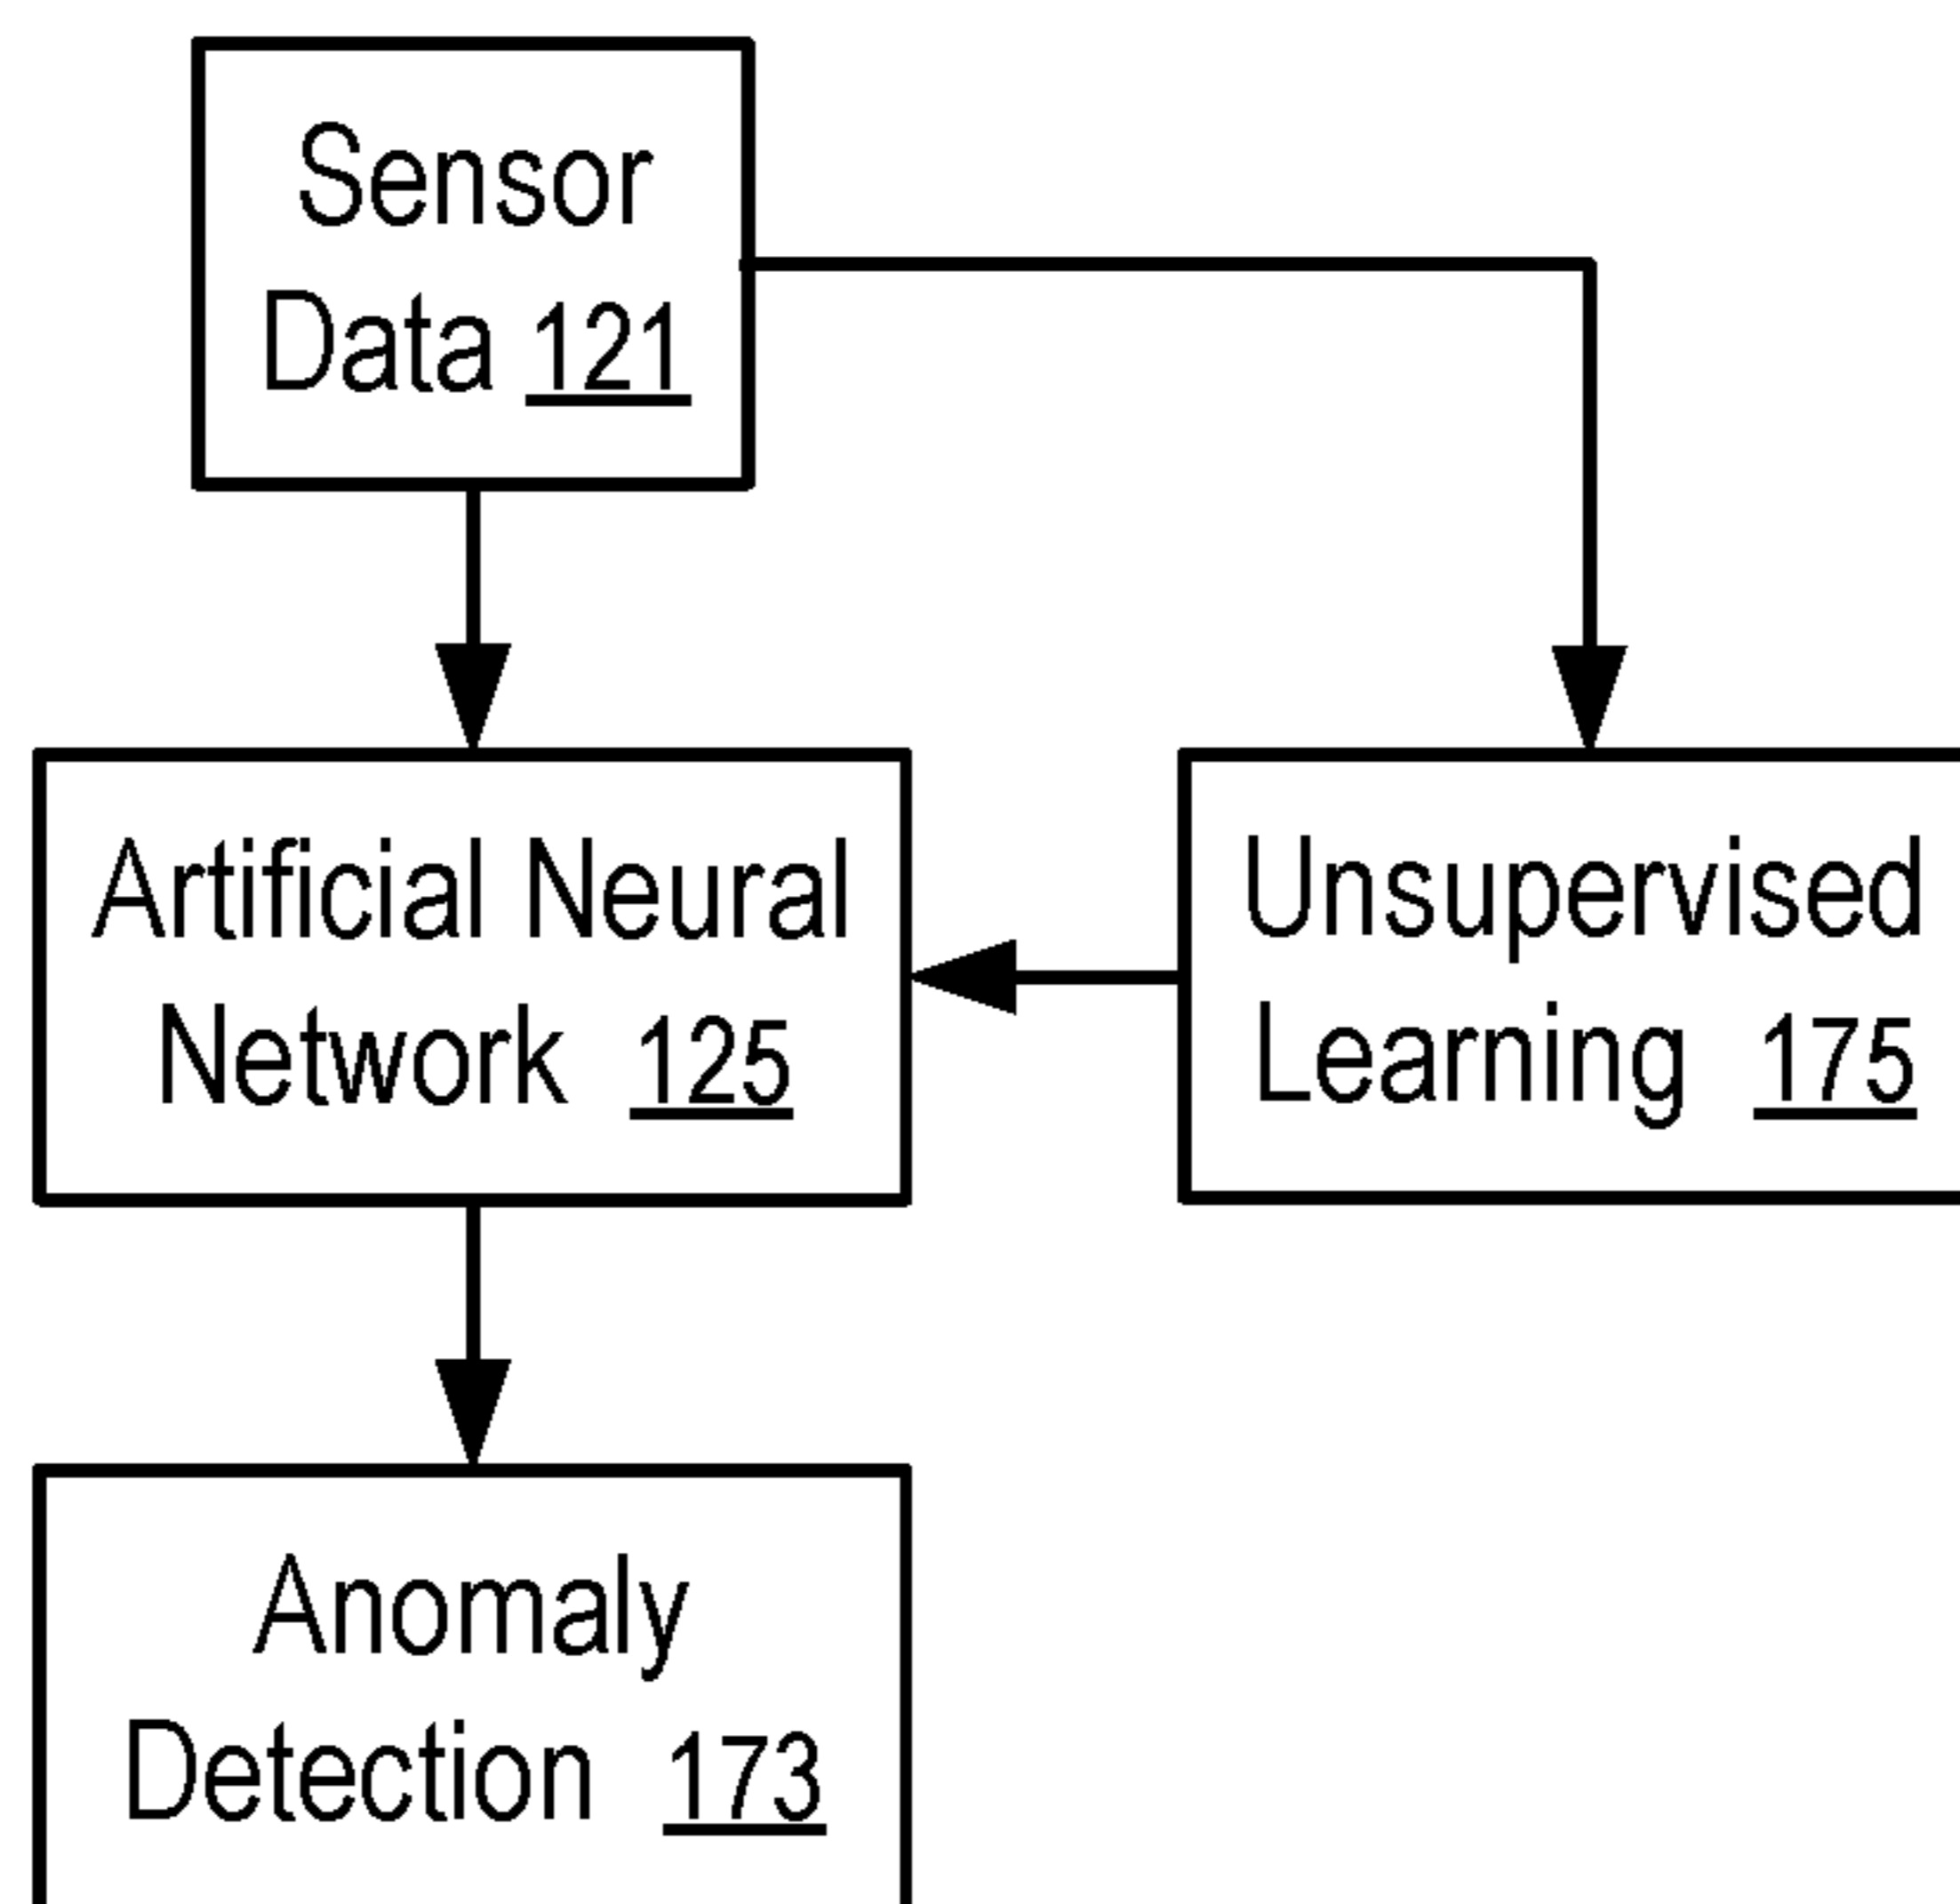 Sensor
Data 121
Artificial Neural
Network 125
Unsupervised
Learning 175
Anomaly
Detection 173